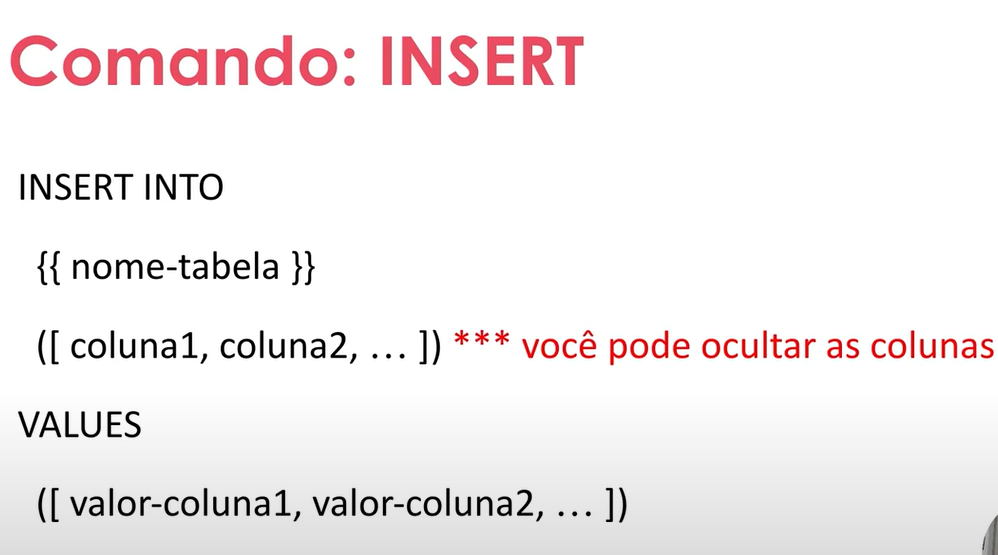 Comando: INSERT
INSERT INTO
{{ nome-tabela }}
([ coluna1, coluna2, ... ]) *** você pode ocultar as colunas
VALUES
([ valor-coluna1, valor-coluna2, ... ])